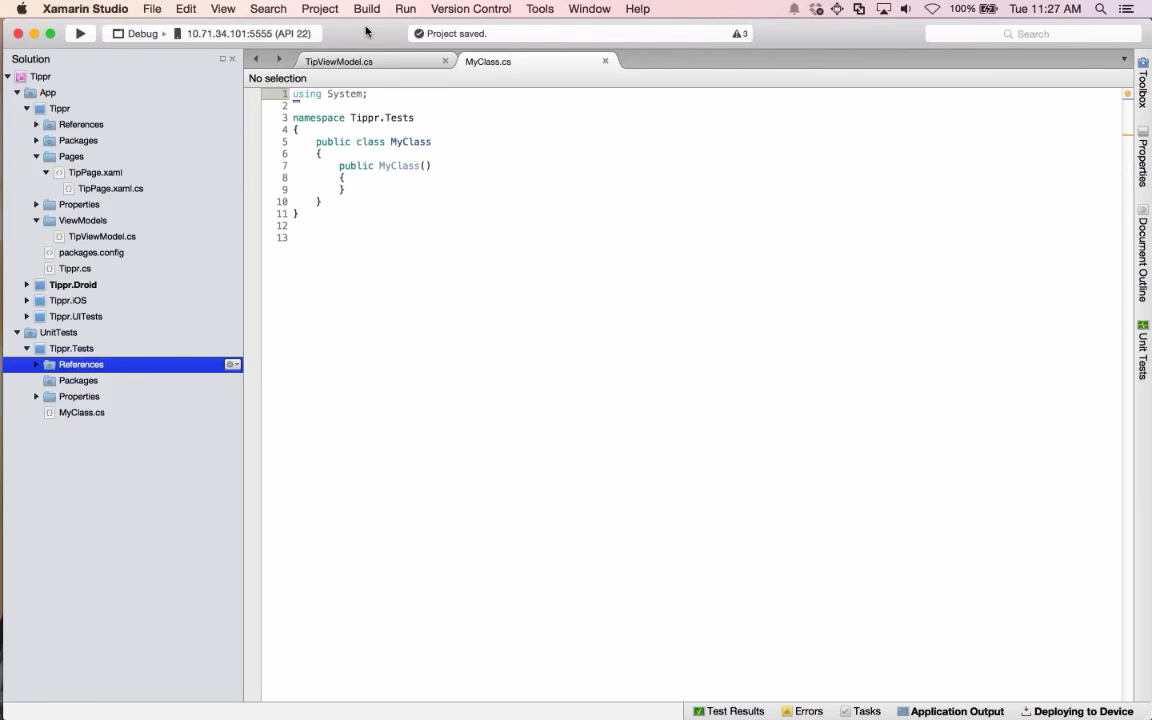 Xamarin Studio File Edit View Search Project Build Run Version Control Tools Window Help 100% Tue 11:27 AM
Debug 10.71.34.101:5555 (API 22) Project saved. 3 Search
Solution
TipViewModel.cs MyClass.cs
No selection
Tippr
App
Tippr
References
Packages
Pages
TipPage.xaml
TipPage.xaml.cs
Properties
ViewModels
TipViewModel.cs
packages.config
Tippr.cs
Tippr.Droid
Tippr.iOS
Tippr.UITests
UnitTests
Tippr.Tests
References
Packages
Properties
MyClass.cs
1 using System;
2
3 namespace Tippr.Tests
4 {
5 public class MyClass
6 {
7 public MyClass()
8 {
9 }
10 }
11 }
12
13
Toolbox
Properties
Document Outline
Unit Tests
Test Results Errors Tasks Application Output Deploying to Device